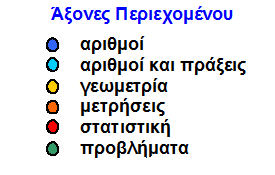 Άξονες Περιεχομένου
αριθμοί
αριθμοί και πράξεις
γεωμετρία
μετρήσεις
στατιστική
προβλήματα